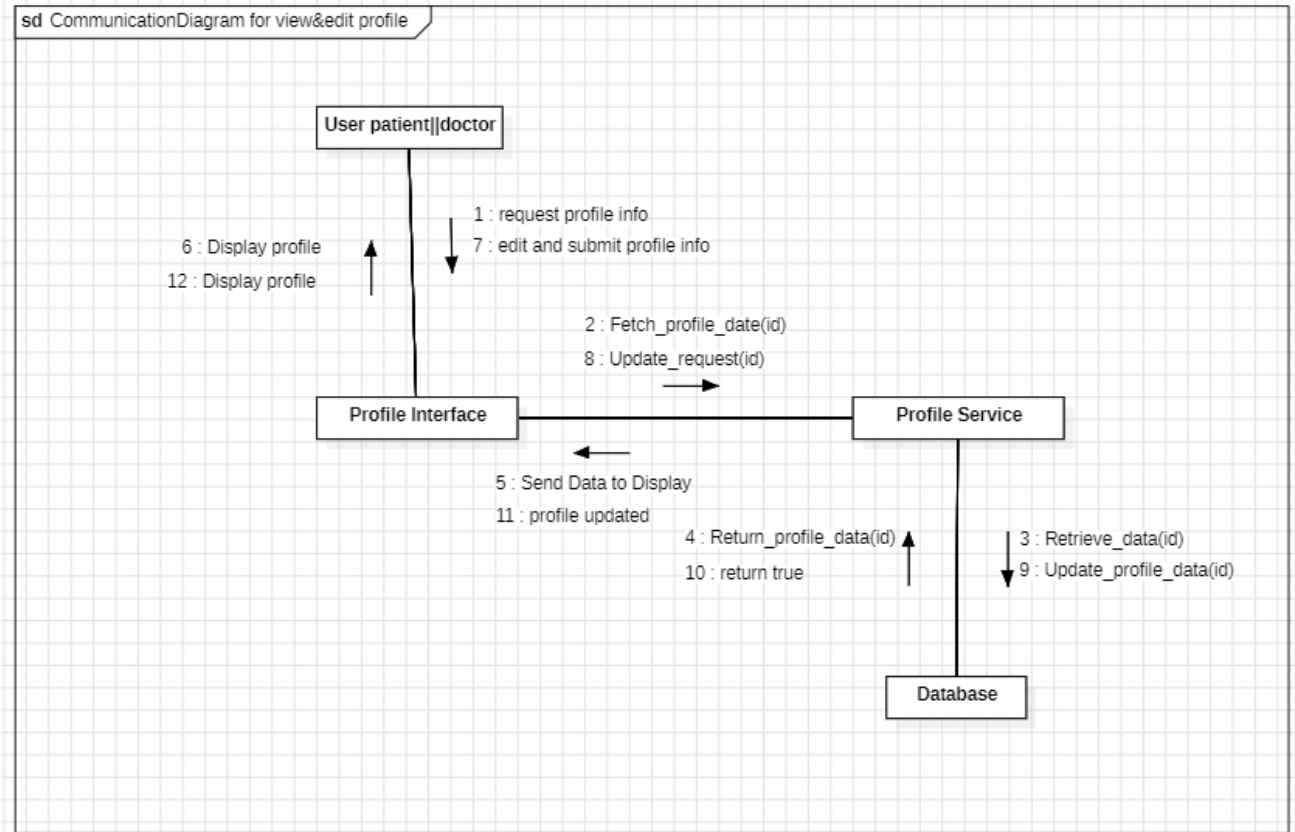 sd CommunicationDiagram for view&edit profile
User patient||doctor
1 : request profile info
6 : Display profile
7 : edit and submit profile info
12 : Display profile
2 : Fetch_profile_date(id)
8 : Update_request(id)
Profile Interface
Profile Service
5 : Send Data to Display
11 : profile updated
4 : Return_profile_data(id)
3 : Retrieve_data(id)
10 : return true
9 : Update_profile_data(id)
Database